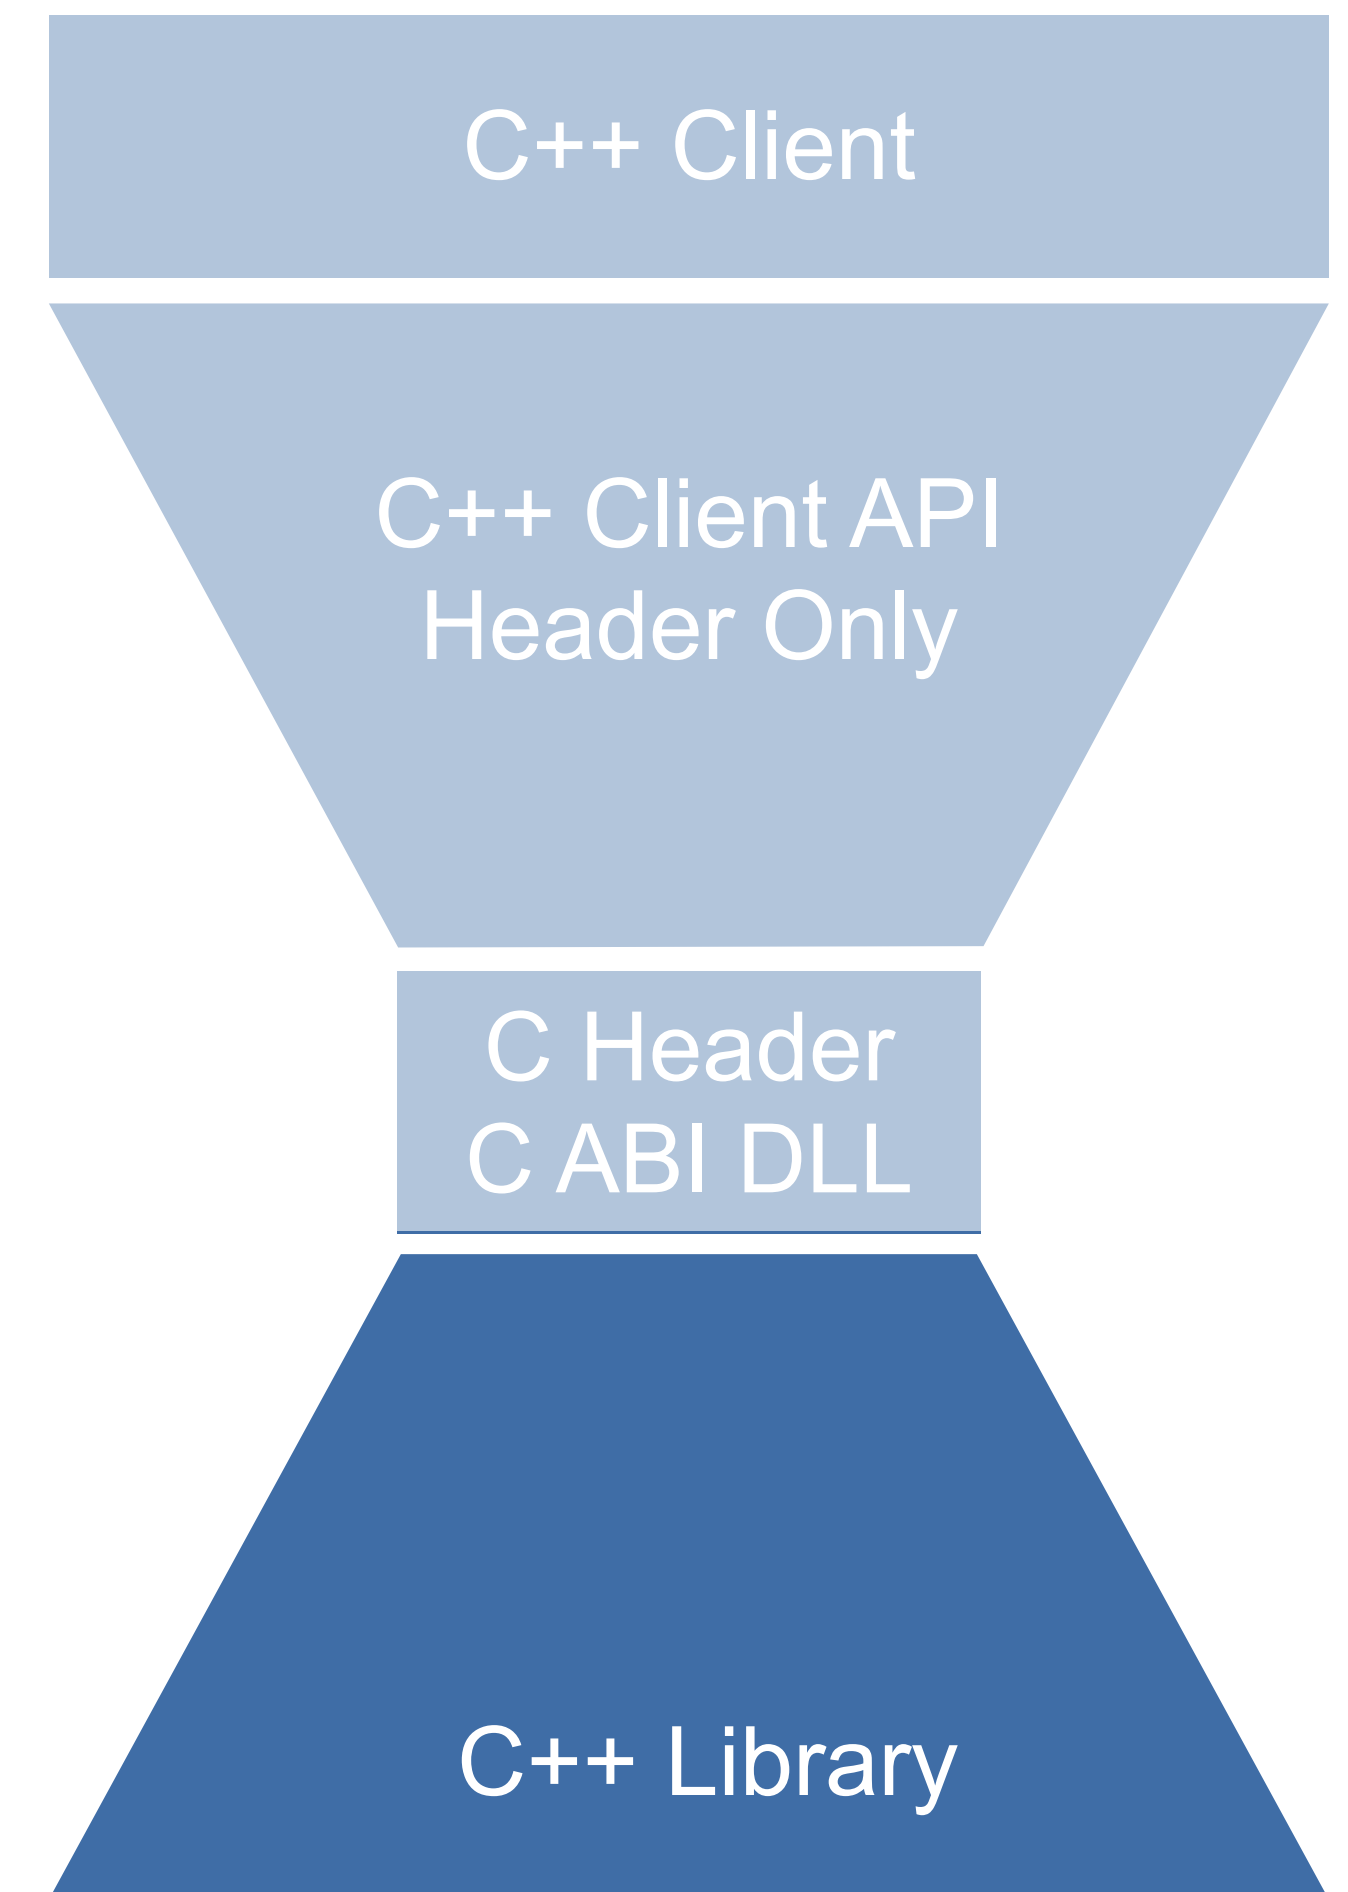 C++ Client
C++ Client API
Header Only
C Header
C ABI DLL
C++ Library